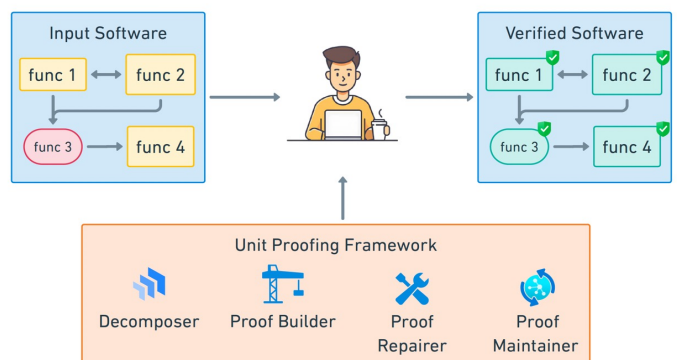 Input Software
func 1
func 2
func 3
func 4
Verified Software
func 1
func 2
func 3
func 4
Unit Proofing Framework
Decomposer
Proof Builder
Proof
Repairer
Proof
Maintainer